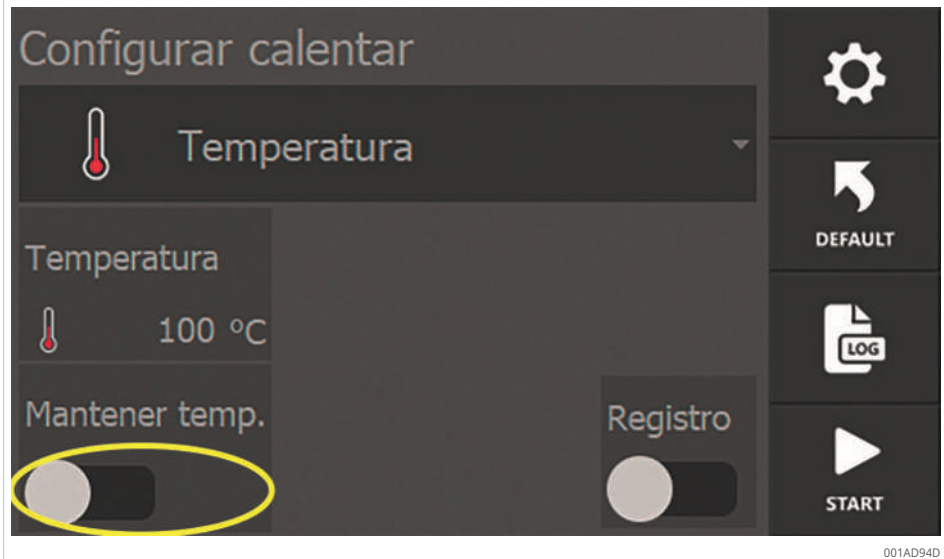 Configurar calentar
Temperatura
DEFAULT
Temperatura
100 °C
LOG
Mantener temp.
Registro
START
001AD94D